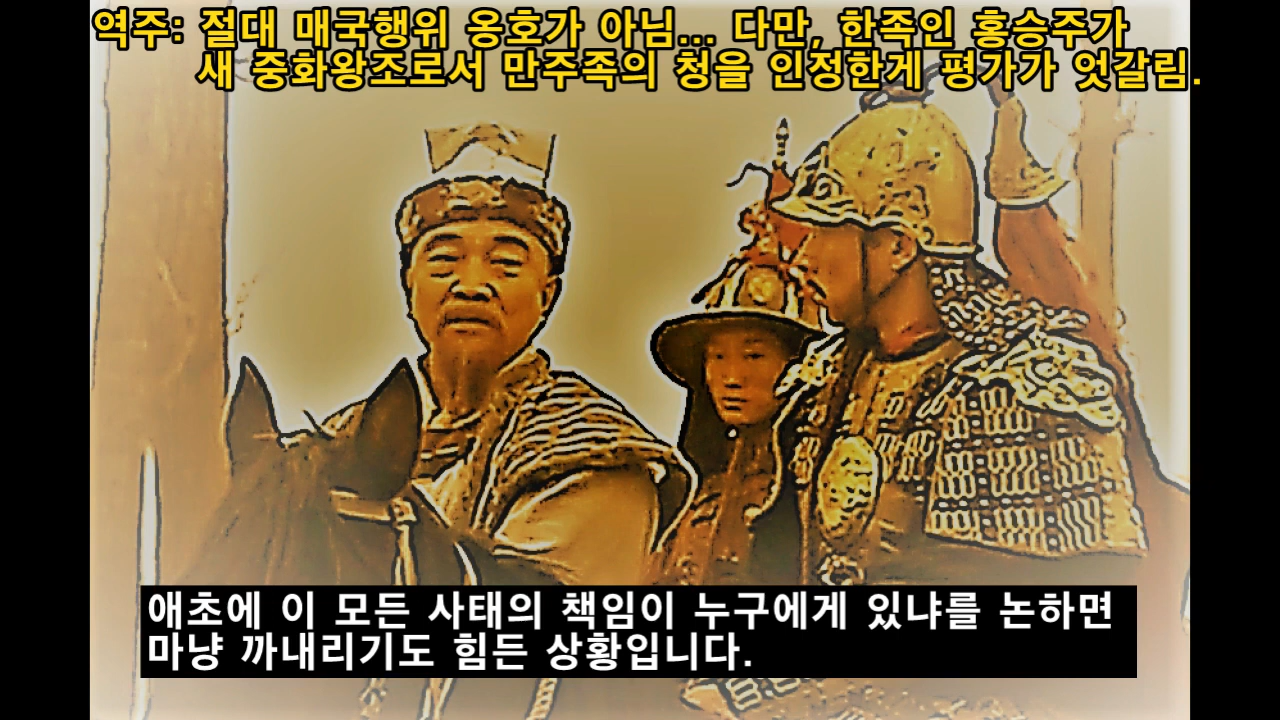 역주: 절대 매국행위 옹호가 아님... 다만, 한족인 홍승주가
새 중화왕조로서 만주족의 청을 인정한게 평가가 엇갈림.
애초에 이 모든 사태의 책임이 누구에게 있냐를 논하면
마냥 까내리기도 힘든 상황입니다.